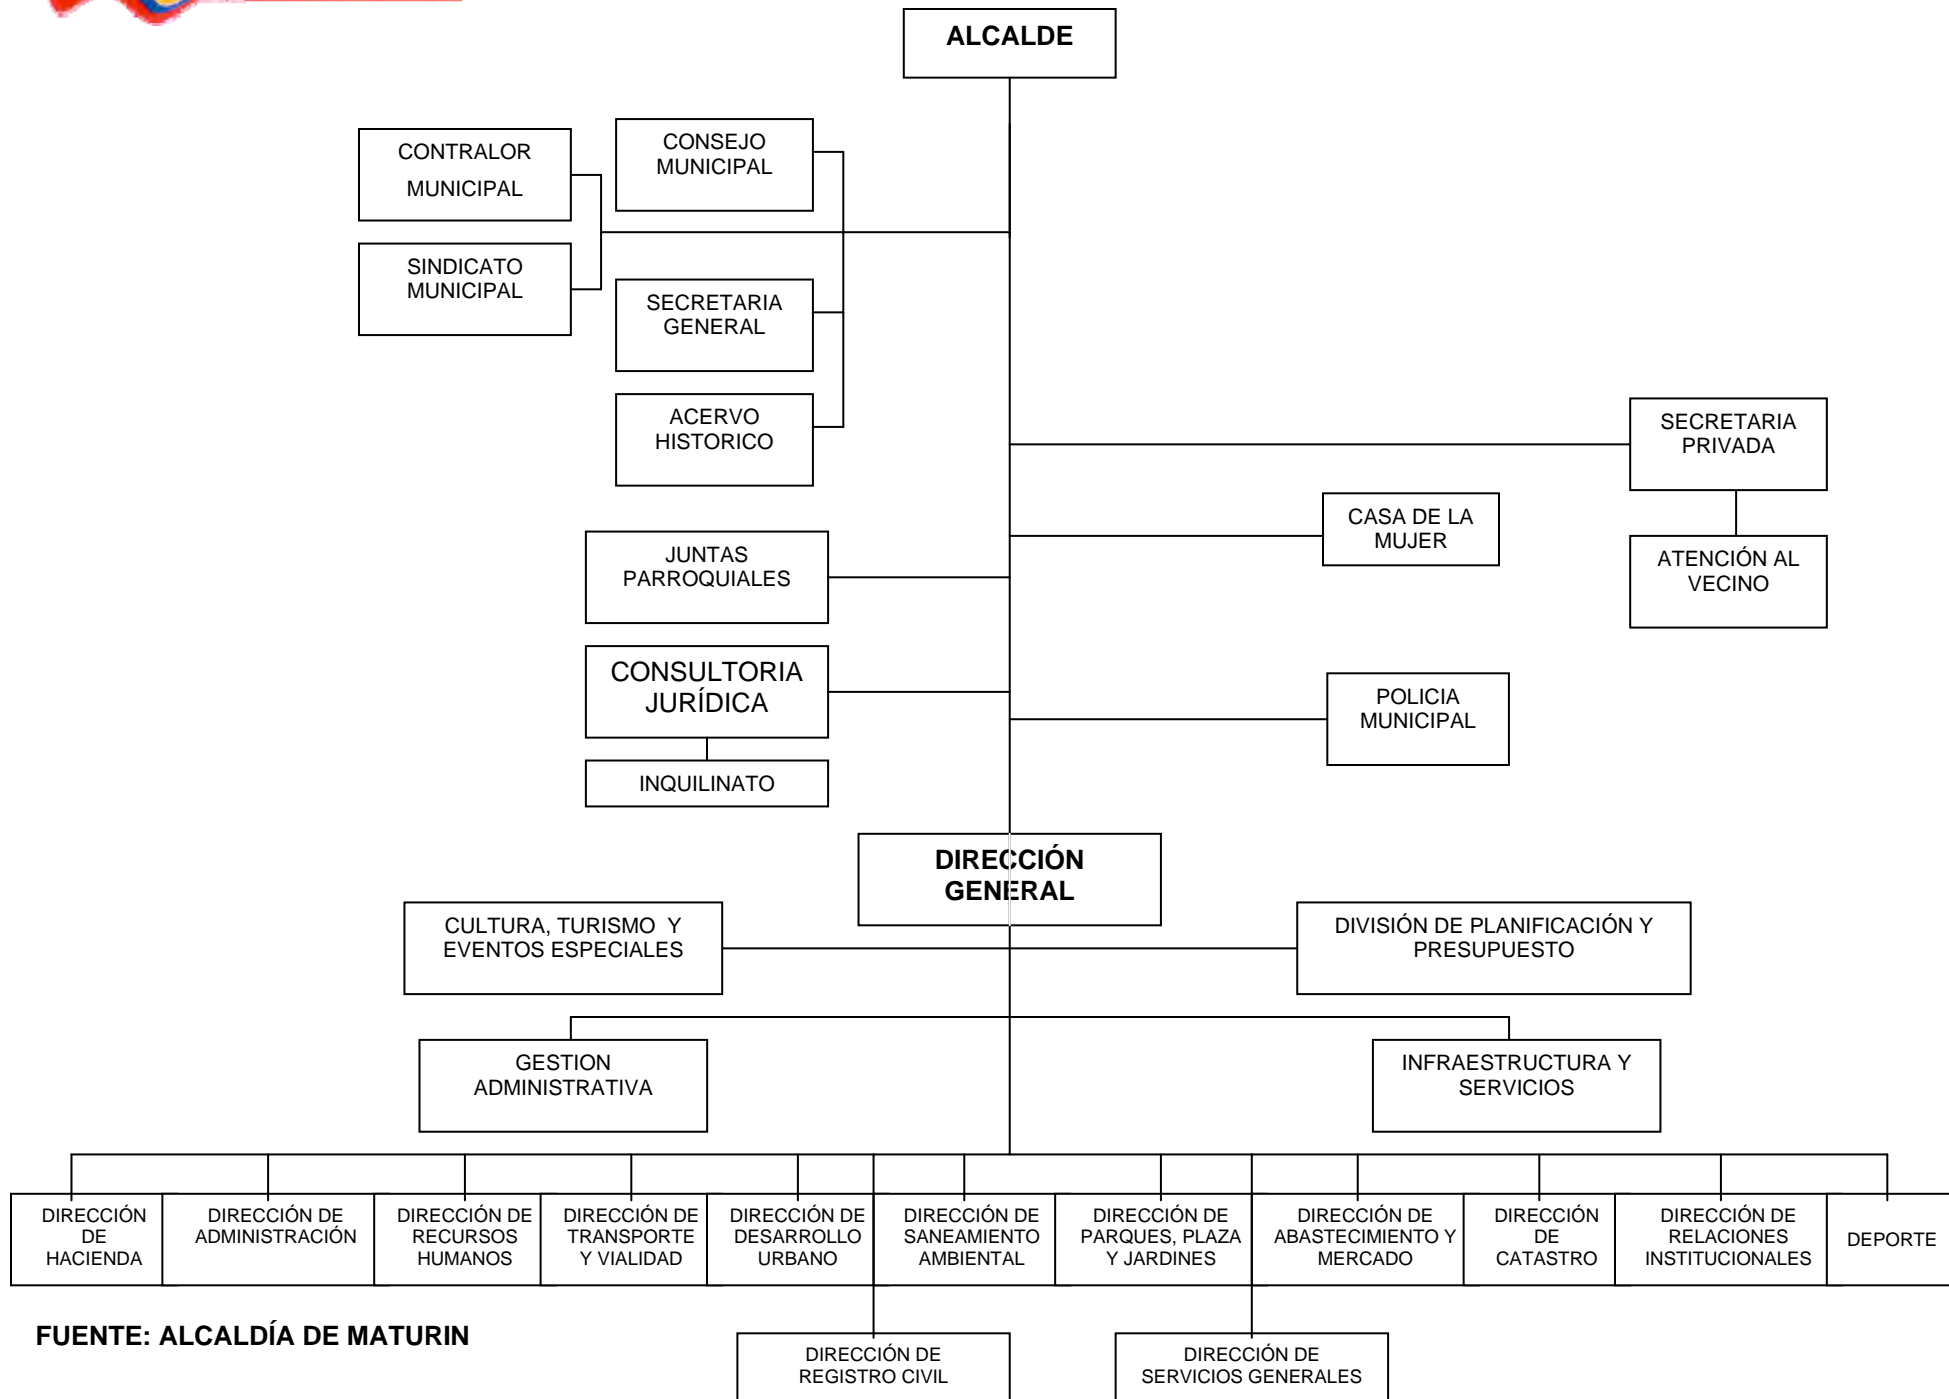 ALCALDE
CONTRALOR
MUNICIPAL
CONSEJO
MUNICIPAL
SINDICATO
MUNICIPAL
SECRETARIA
GENERAL
ACERVO
HISTORICO
SECRETARIA
PRIVADA
CASA DE LA
MUJER
ATENCIÓN AL
VECINO
JUNTAS
PARROQUIALES
CONSULTORIA
JURÍDICA
POLICIA
MUNICIPAL
INQUILINATO
DIRECCIÓN
GENERAL
CULTURA, TURISMO Y
EVENTOS ESPECIALES
DIVISIÓN DE PLANIFICACIÓN Y
PRESUPUESTO
GESTION
ADMINISTRATIVA
INFRAESTRUCTURA Y
SERVICIOS
DIRECCIÓN
DE
HACIENDA
DIRECCIÓN DE
ADMINISTRACIÓN
DIRECCIÓN DE
RECURSOS
HUMANOS
DIRECCIÓN DE
TRANSPORTE
Y VIALIDAD
DIRECCIÓN DE
DESARROLLO
URBANO
DIRECCIÓN DE
SANEAMIENTO
AMBIENTAL
DIRECCIÓN DE
PARQUES, PLAZA
Y JARDINES
DIRECCIÓN DE
ABASTECIMIENTO Y
MERCADO
DIRECCIÓN
DE
CATASTRO
DIRECCIÓN DE
RELACIONES
INSTITUCIONALES
DEPORTE
FUENTE: ALCALDÍA DE MATURIN
DIRECCIÓN DE
REGISTRO CIVIL
DIRECCIÓN DE
SERVICIOS GENERALES